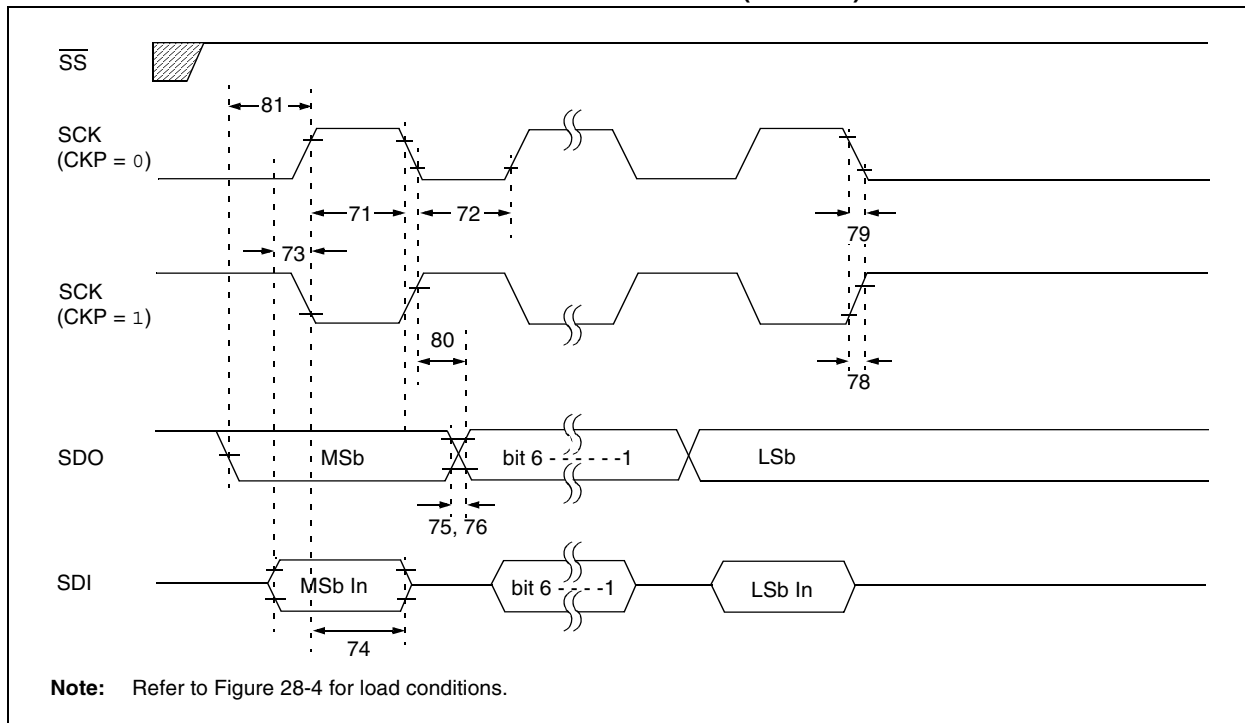 SS
81
SCK
(CKP = 0)
71
72
79
73
SCK
(CKP = 1)
80
78
SDO
MSb
bit 6 - - - - - -1
LSb
75, 76
SDI
MSb In
bit 6 - - - - -1
LSb In
74
Note: Refer to Figure 28-4 for load conditions.